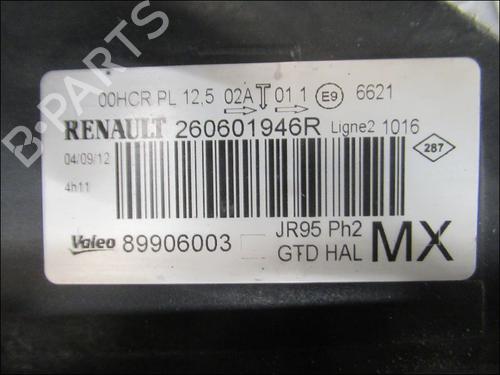 00HCR PL 12,5 02A T 01 1 E9 6621
RENAULT 260601946R Ligne2 1016
04/09/12
4h11
287
Valeo 89906003
JR95 Ph2
GTD HAL
MX
B-PARTS